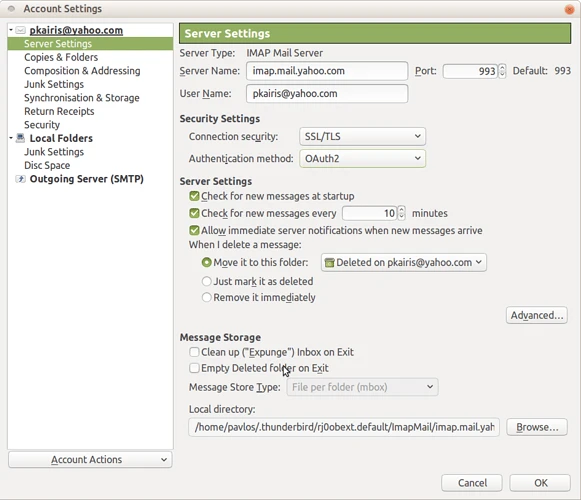 Account Settings
pkairis@yahoo.com
Server Settings
Copies & Folders
Composition & Addressing
Junk Settings
Synchronisation & Storage
Return Receipts
Security
Local Folders
Junk Settings
Disc Space
Outgoing Server (SMTP)
Account Actions
Server Settings
Server Type: IMAP Mail Server
Server Name: imap.mail.yahoo.com Port: 993 Default: 993
User Name: pkairis@yahoo.com
Security Settings
Connection security: SSL/TLS
Authentication method: OAuth2
Server Settings
Check for new messages at startup
Check for new messages every 10 minutes
Allow immediate server notifications when new messages arrive
When I delete a message:
Move it to this folder: Deleted on pkairis@yahoo.com
Just mark it as deleted
Remove it immediately
Advanced...
Message Storage
Clean up ("Expunge") Inbox on Exit
Empty Deleted folder on Exit
Message Store Type: File per folder (mbox)
Local directory:
/home/pavlos/.thunderbird/rj0obext.default/ImapMail/imap.mail.yah Browse...
Cancel OK